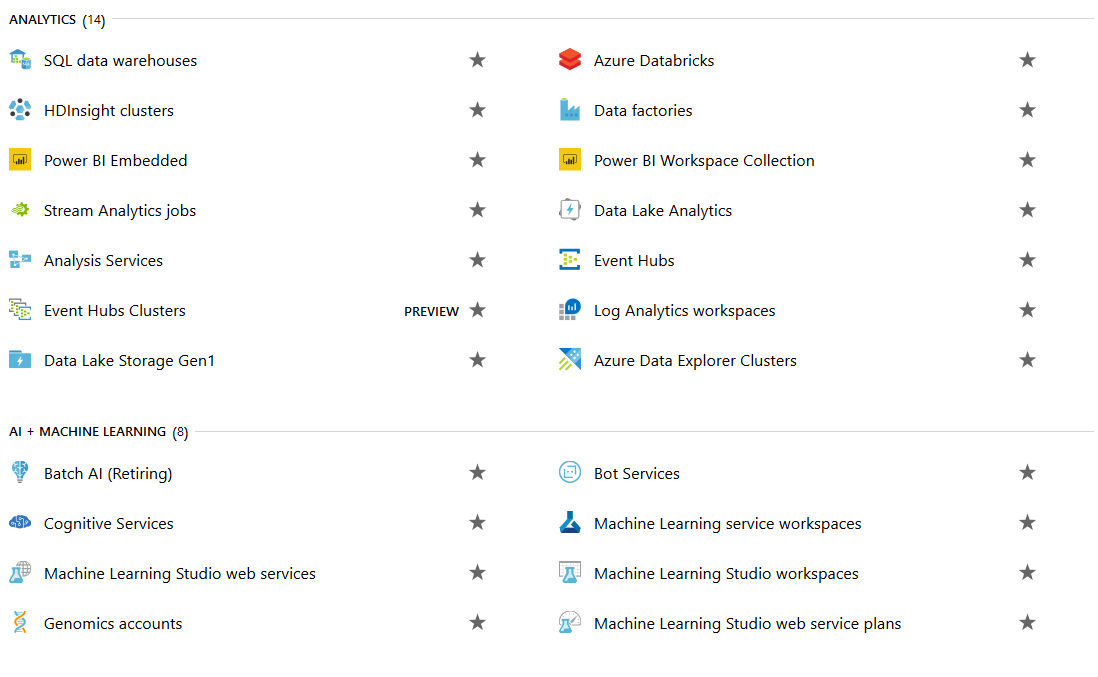 ANALYTICS (14)
SQL data warehouses
Azure Databricks
HDInsight clusters
Data factories
Power BI Embedded
Power BI Workspace Collection
Stream Analytics jobs
Data Lake Analytics
Analysis Services
Event Hubs
Event Hubs Clusters PREVIEW
Log Analytics workspaces
Data Lake Storage Gen1
Azure Data Explorer Clusters
AI + MACHINE LEARNING (8)
Batch AI (Retiring)
Bot Services
Cognitive Services
Machine Learning service workspaces
Machine Learning Studio web services
Machine Learning Studio workspaces
Genomics accounts
Machine Learning Studio web service plans